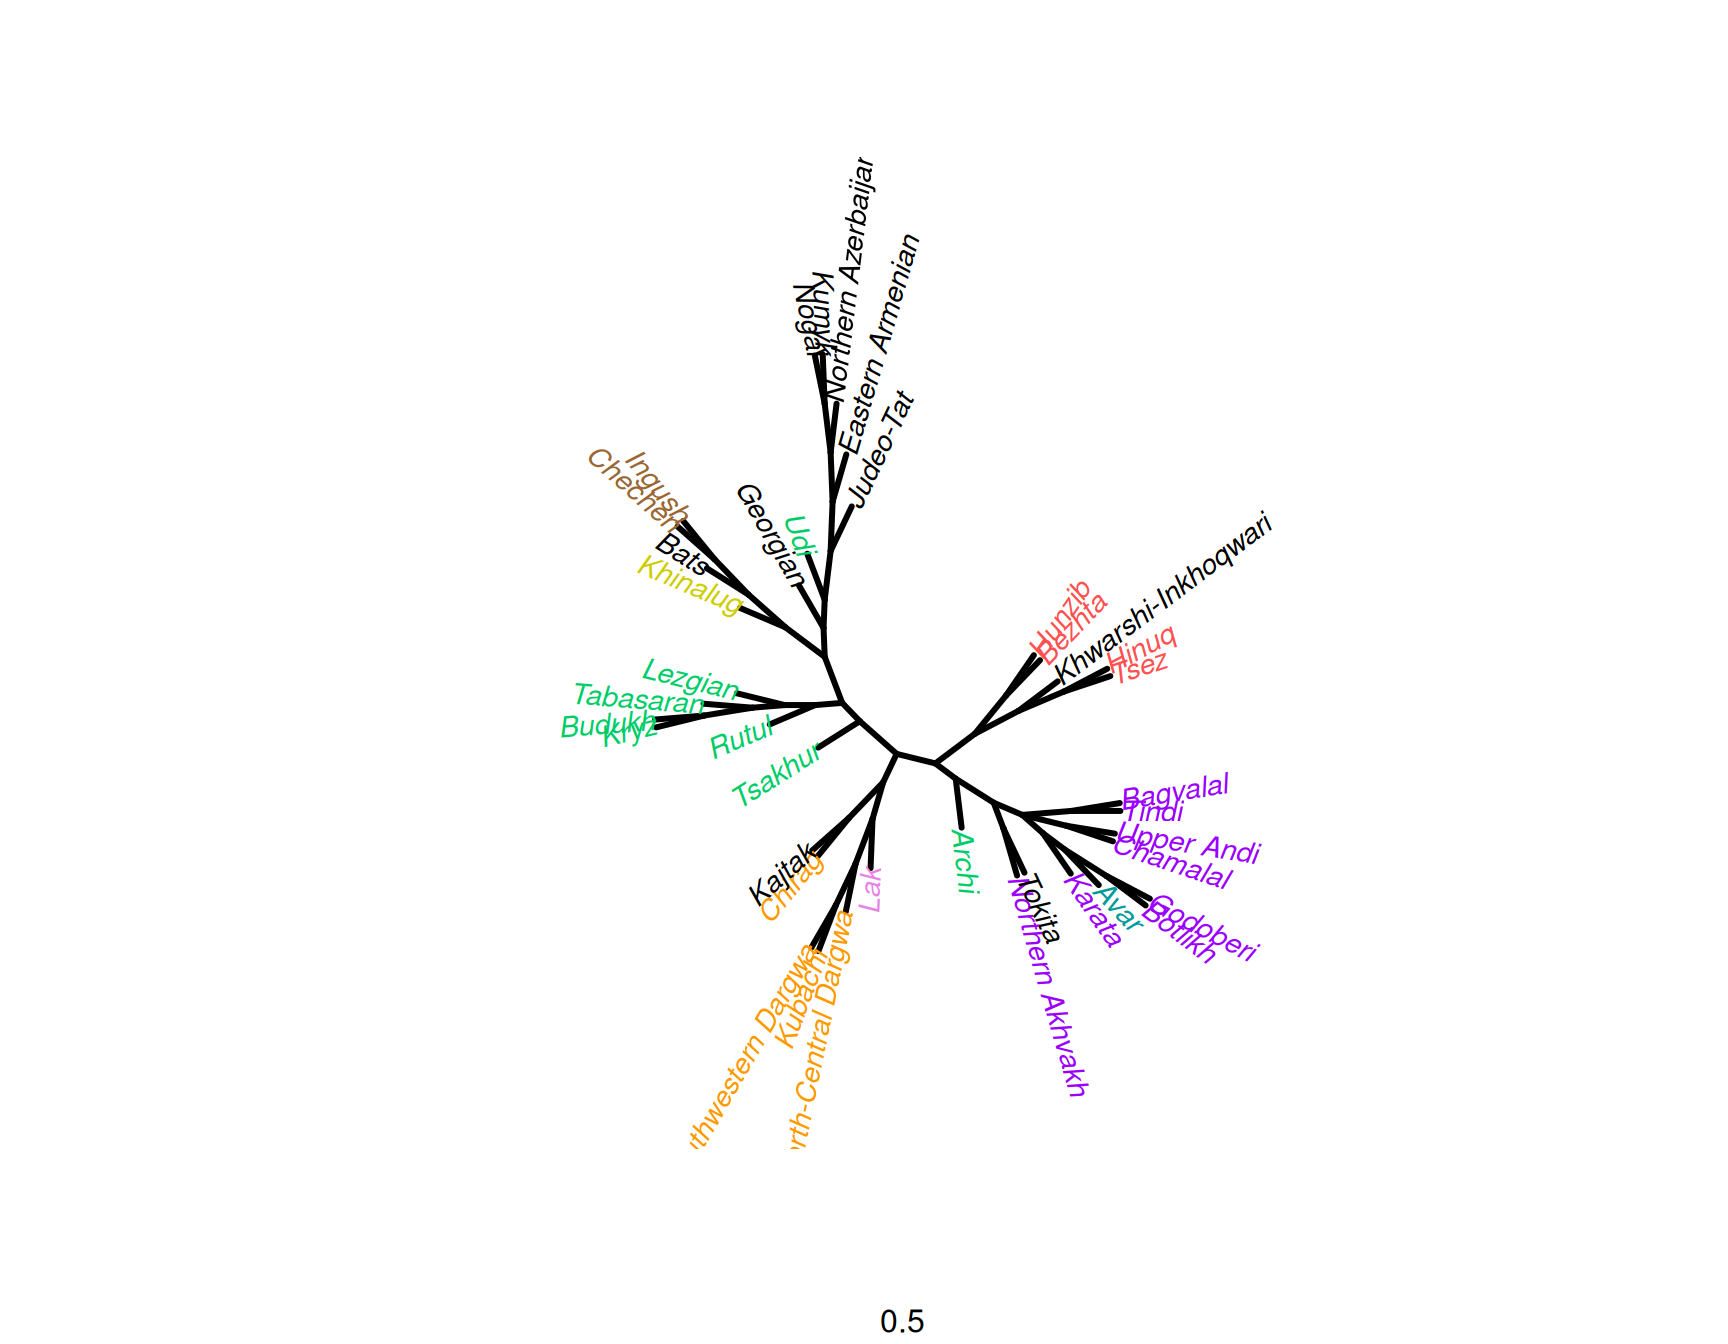 Northern Azerbaijar
Kumyk
Nogai
Eastern Armenian
Judeo-Tat
Georgian
Udi
Ingush
Chechen
Bats
Khinalug
Lezgian
Tabasaran
Budukh
Kryz
Rutul
Tsakhur
Hunzib
Bezhta
Khwarshi-Inkhoqwari
Hinuq
Tsez
Bagvalal
Tindi
Upper Andi
Chamalal
Godoberi
Botlikh
Avar
Karata
Tokita
Northern Akhvakh
Archi
Lak
Kajtak
Chirag
thwestern Dargwa
Kubachi
rth-Central Dargwa
0.5